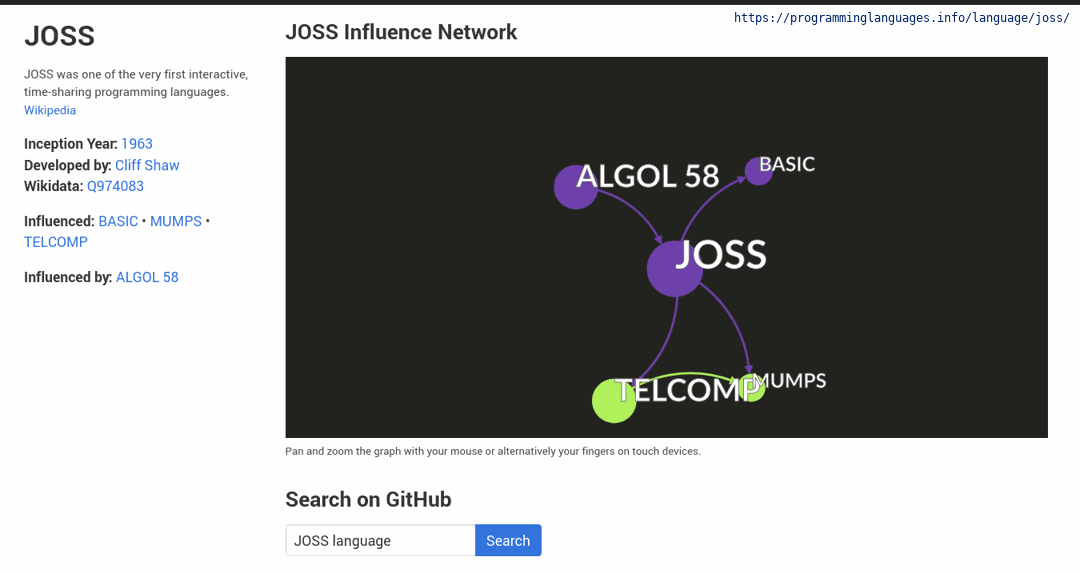 https://programminglanguages.info/language/joss/
JOSS
JOSS was one of the very first interactive,
time-sharing programming languages.
Wikipedia
Inception Year: 1963
Developed by: Cliff Shaw
Wikidata: Q974083
Influenced: BASIC • MUMPS •
TELCOMP
Influenced by: ALGOL 58
JOSS Influence Network
ALGOL 58
BASIC
JOSS
TELCOMP
MUMPS
Pan and zoom the graph with your mouse or alternatively your fingers on touch devices.
Search on GitHub
JOSS language
Search